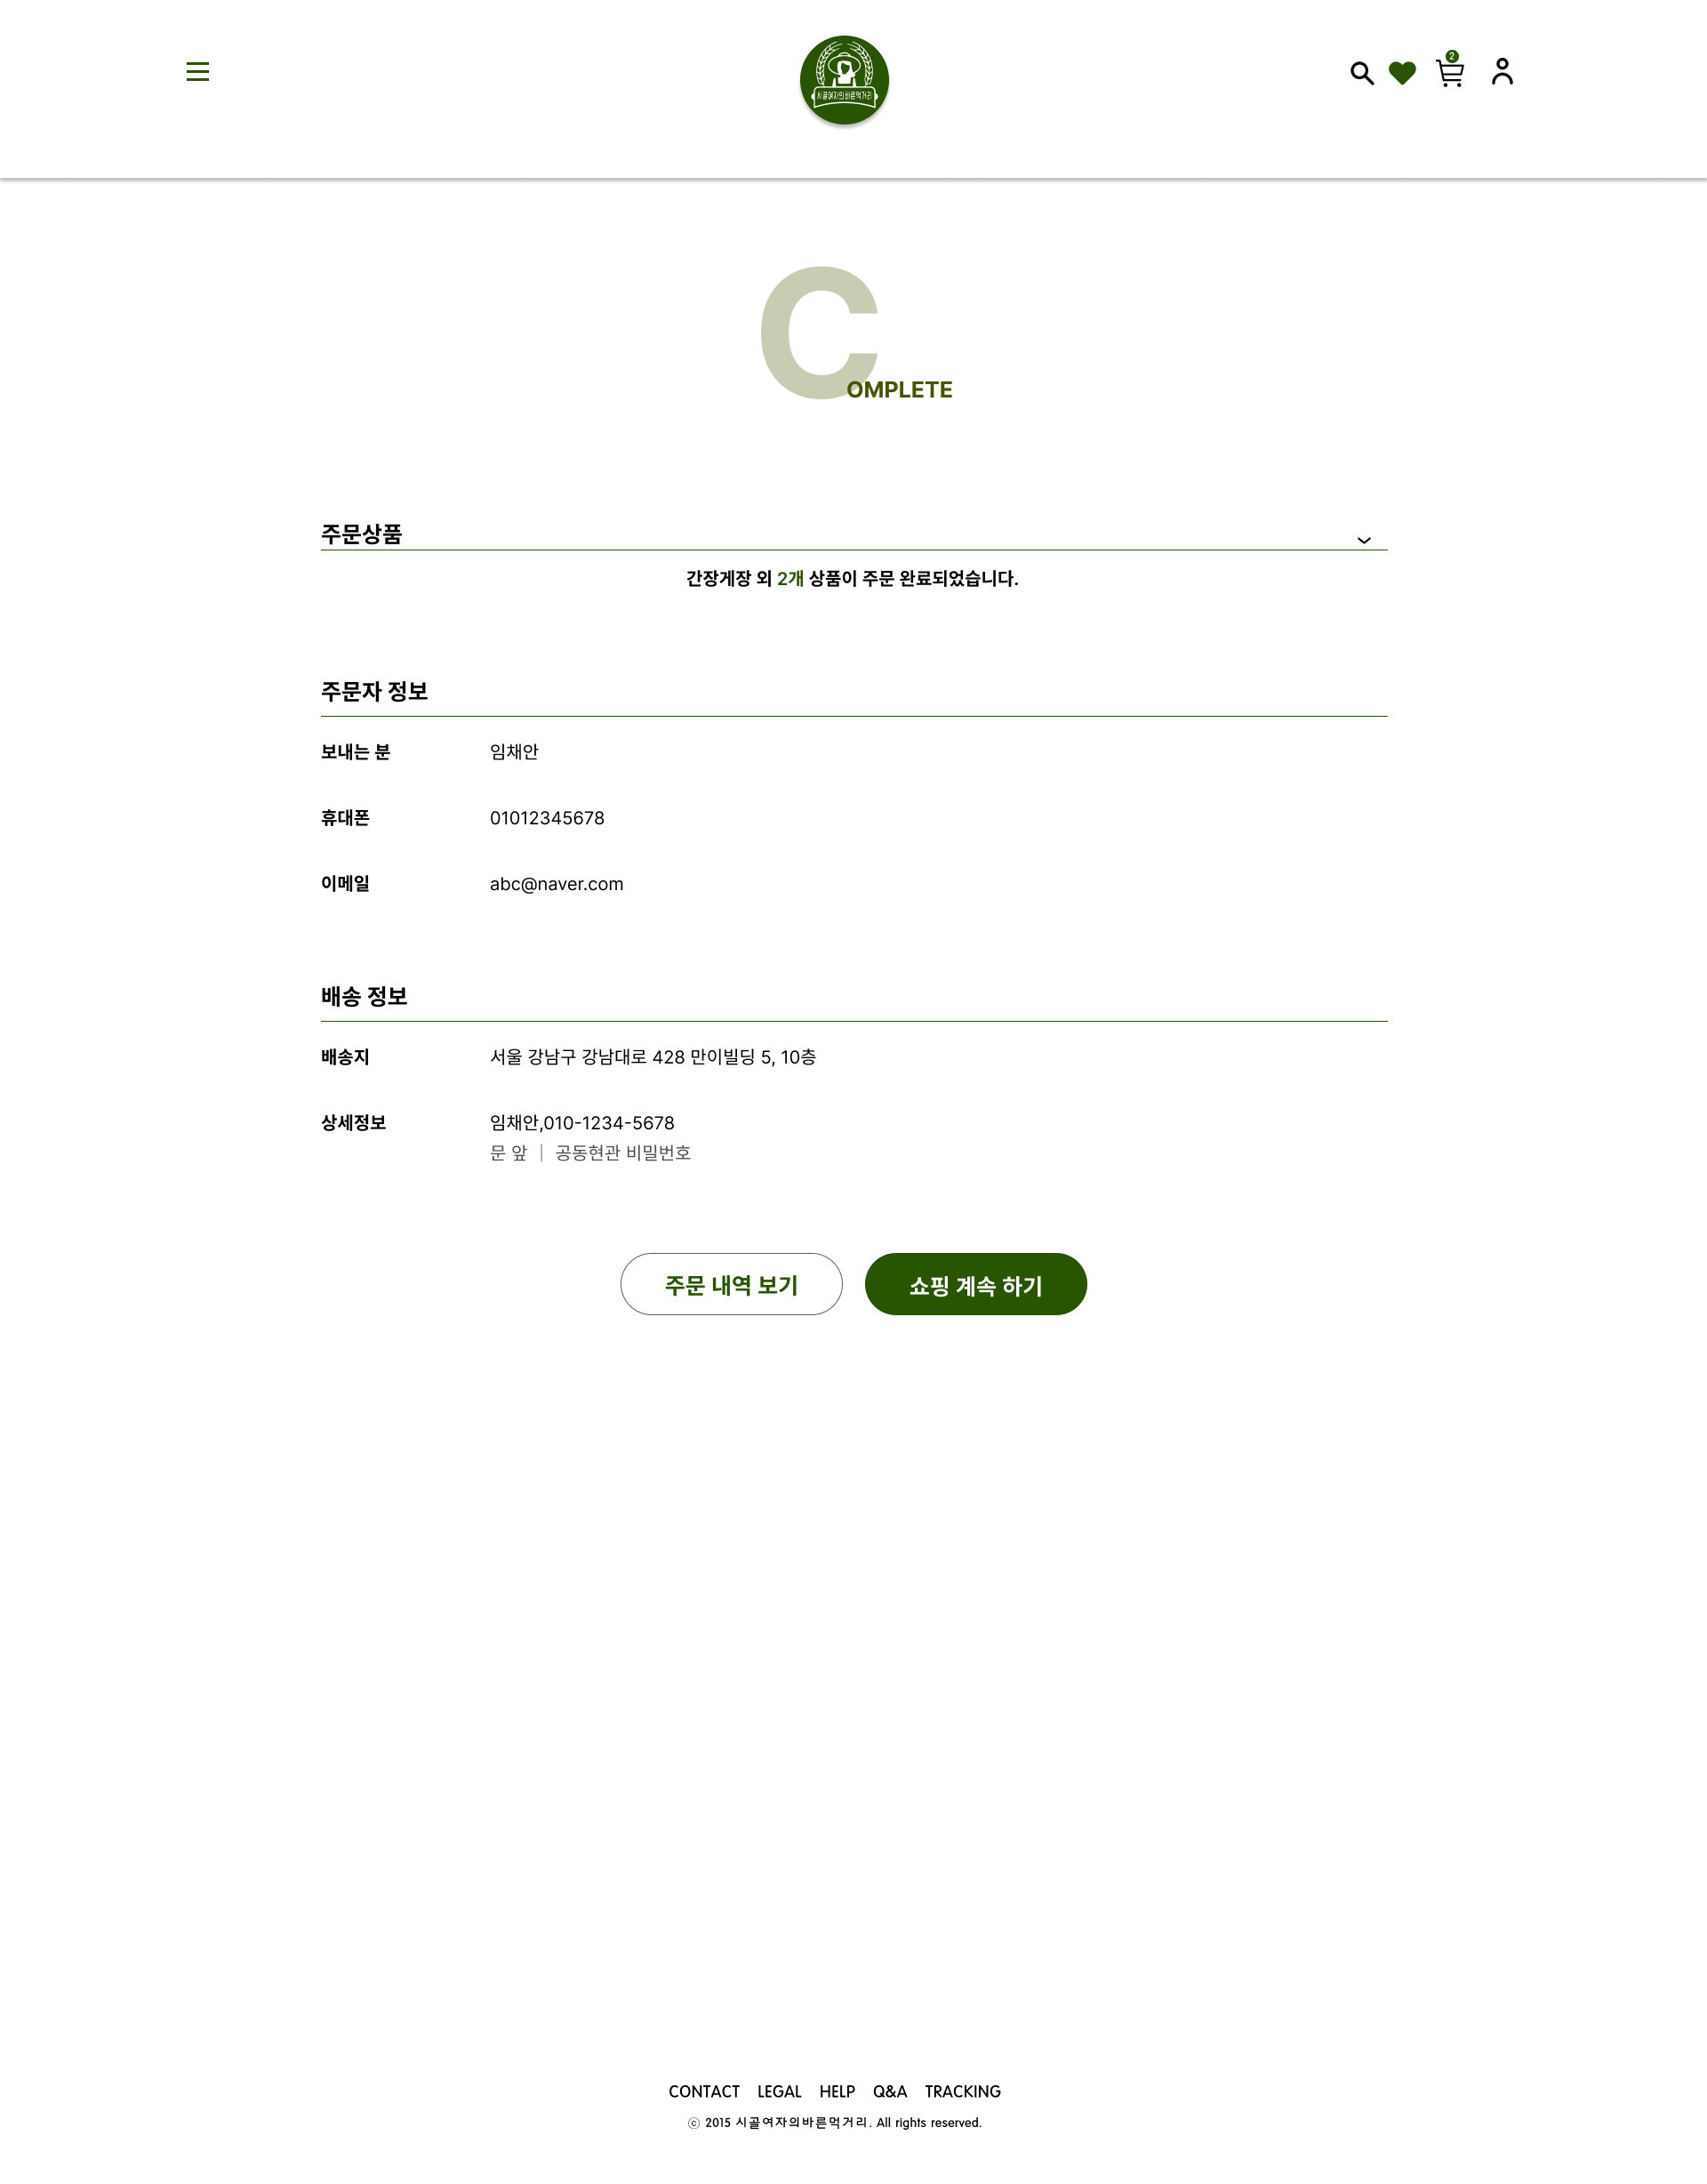 2
시골여자의바른먹거리
C
OMPLETE
주문상품
간장게장 외 2개 상품이 주문 완료되었습니다.
주문자 정보
보내는 분 임채안
휴대폰 01012345678
이메일 abc@naver.com
배송 정보
배송지 서울 강남구 강남대로 428 만이빌딩 5, 10층
상세정보 임채안,010-1234-5678
문 앞 | 공동현관 비밀번호
주문 내역 보기 쇼핑 계속 하기
CONTACT LEGAL HELP Q&A TRACKING
ⓒ 2015 시골여자의바른먹거리. All rights reserved.